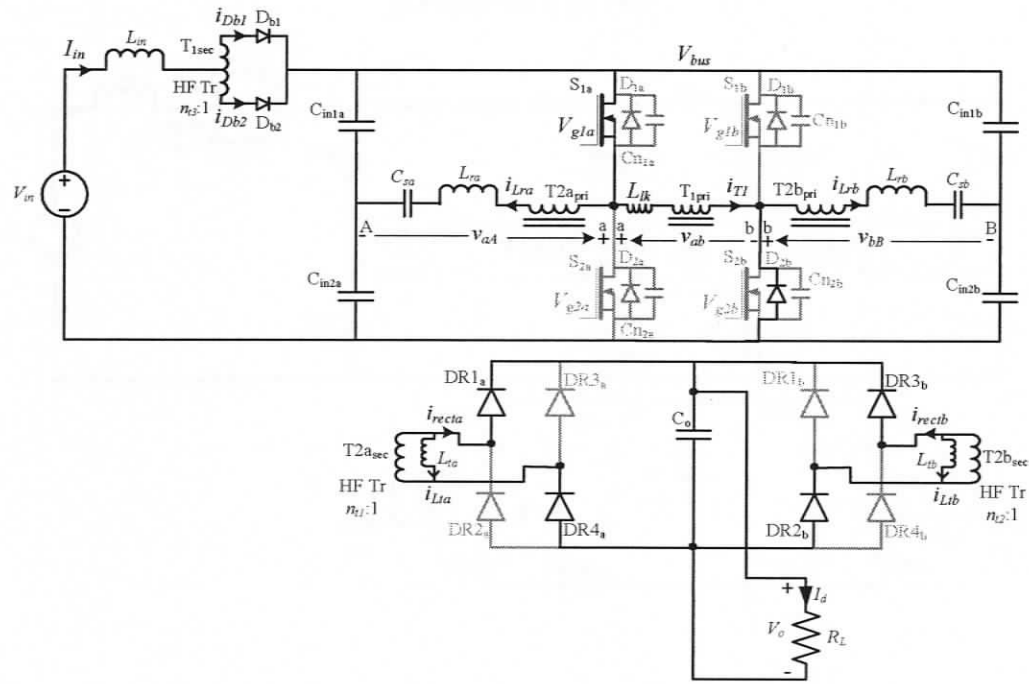 I_in
L_in
T_1sec
HF Tr
n_t3:1
i_Db1
D_b1
i_Db2
D_b2
V_bus
V_in
+
-
C_in1a
C_in2a
C_sa
L_ra
i_Lra
T2a_pri
L_lk
T_1pri
i_T1
T2b_pri
i_Lrb
L_rb
C_sb
S_1a
D_1a
V_g1a
Cn_1a
S_1b
D_1b
V_g1b
Cn_1b
C_in1b
A
-
v_aA
+
a
a
+
v_ab
-
b
b
+
v_bB
-
B
S_2a
D_2a
V_g2a
Cn_2a
S_2b
D_2b
V_g2b
Cn_2b
C_in2b
DR1_a
DR3_a
DR1_b
DR3_b
i_recta
C_o
i_rectb
T2a_sec
L_ta
L_tb
T2b_sec
HF Tr
i_Lta
i_Ltb
HF Tr
n_t1:1
n_t2:1
DR2_a
DR4_a
DR2_b
DR4_b
+
I_d
V_o
R_L
-